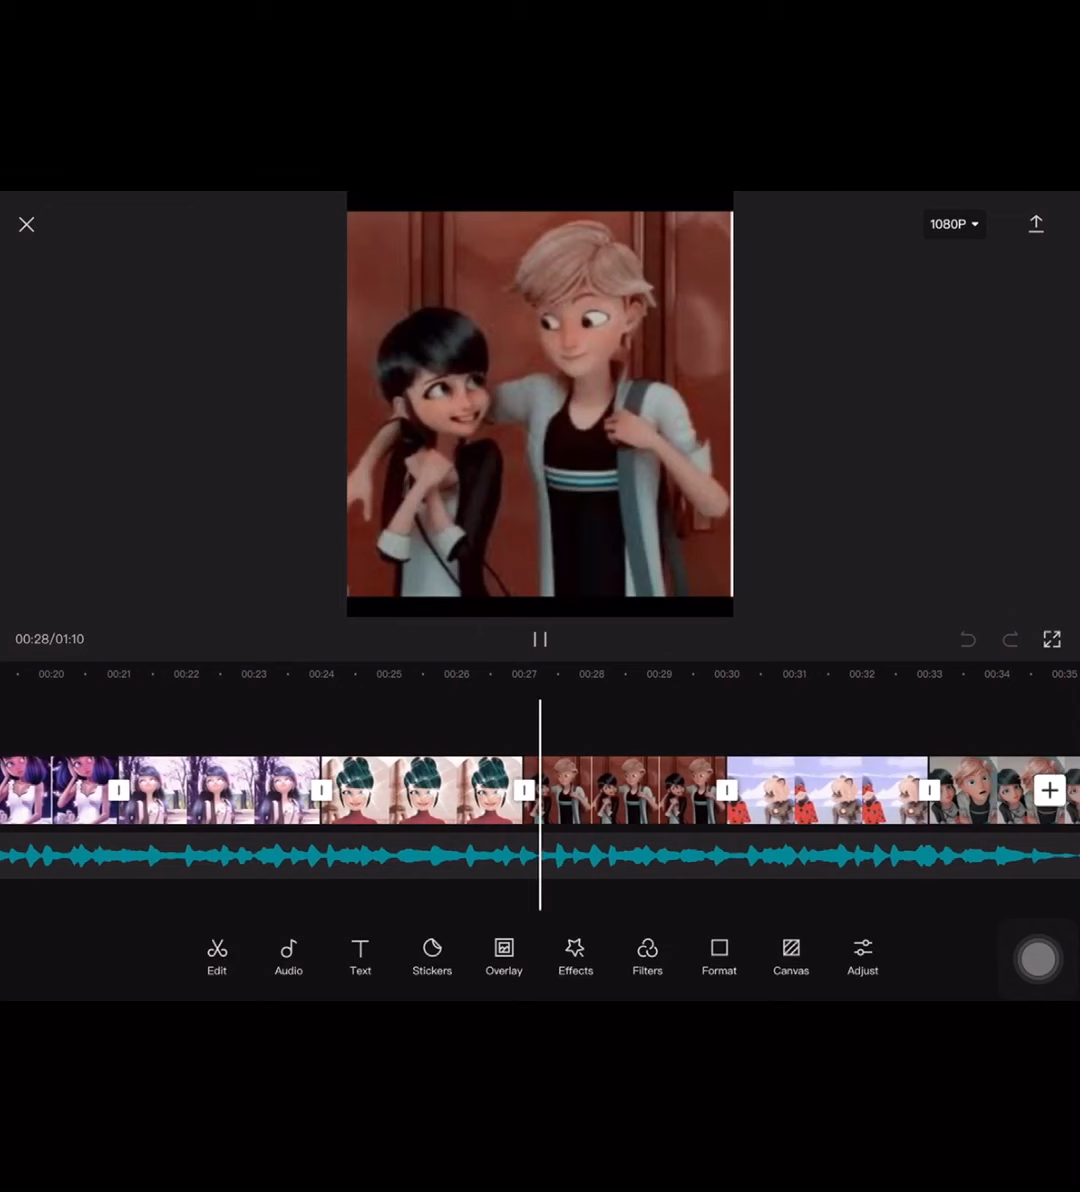 1080P
00:28/01:10
00:20 00:21 00:22 00:23 00:24 00:25 00:26 00:27 00:28 00:29 00:30 00:31 00:32 00:33 00:34 00:35
Edit Audio Text Stickers Overlay Effects Filters Format Canvas Adjust